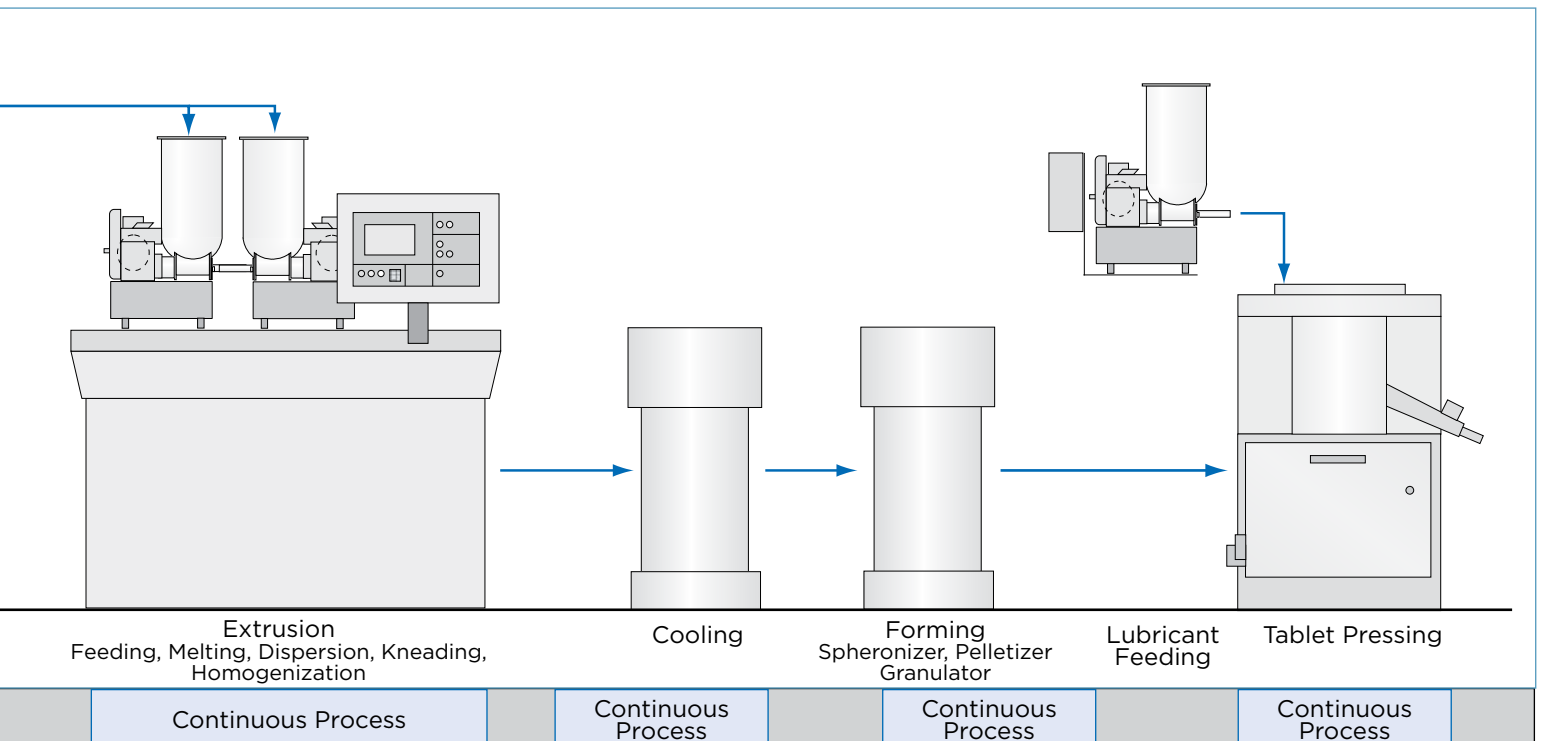 Extrusion
Feeding, Melting, Dispersion, Kneading,
Homogenization
Cooling
Forming
Spheronizer, Pelletizer
Granulator
Lubricant
Feeding
Tablet Pressing
Continuous Process
Continuous
Process
Continuous
Process
Continuous
Process